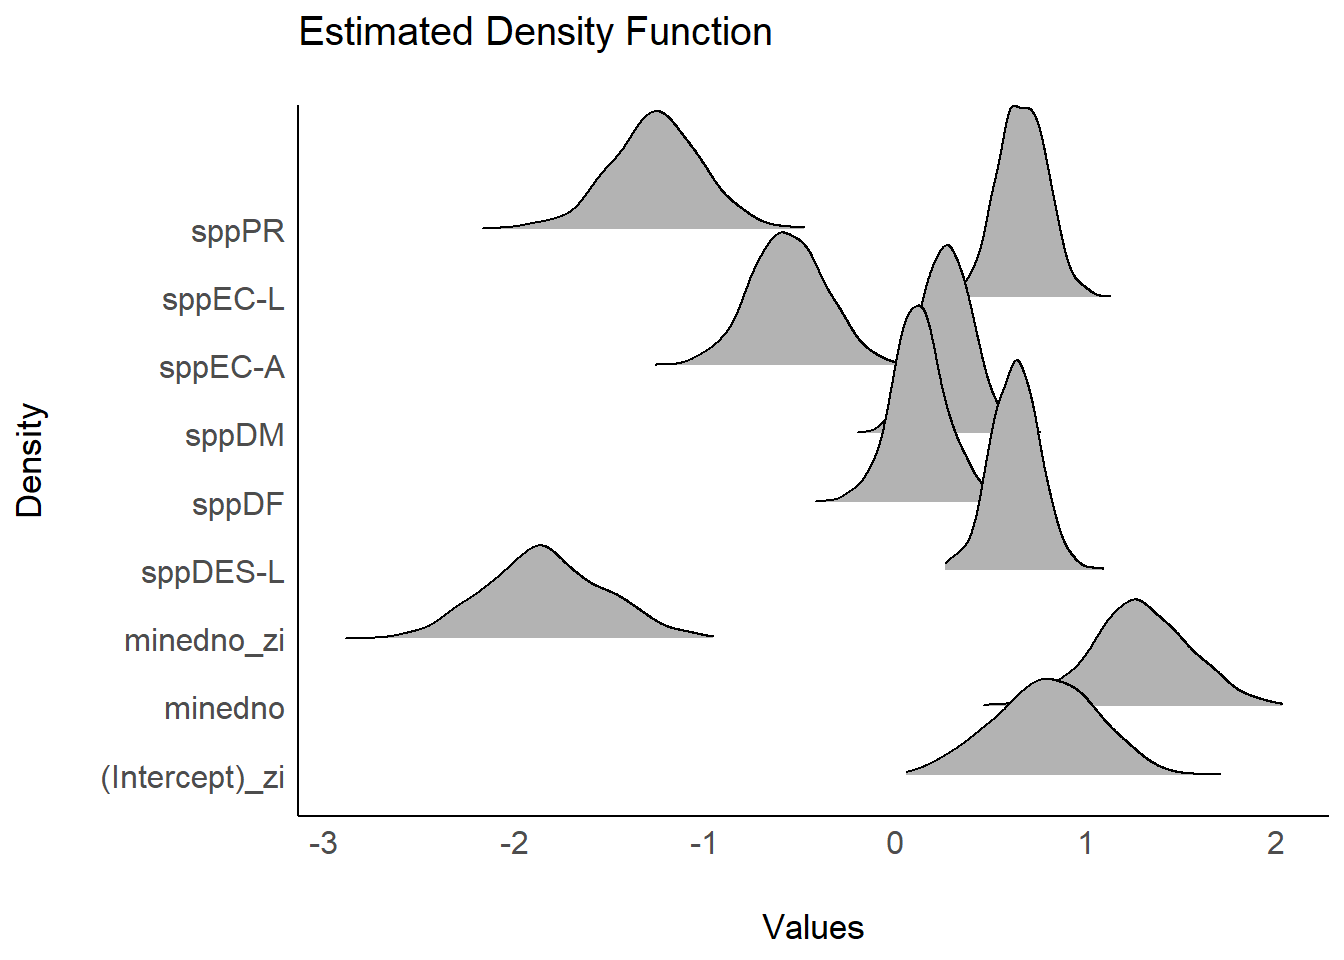 Estimated Density Function
sppPR
sppEC-L
sppEC-A
sppDM
sppDF
sppDES-L
minedno_zi
minedno
(Intercept)_zi
Density
-3 -2 -1 0 1 2
Values